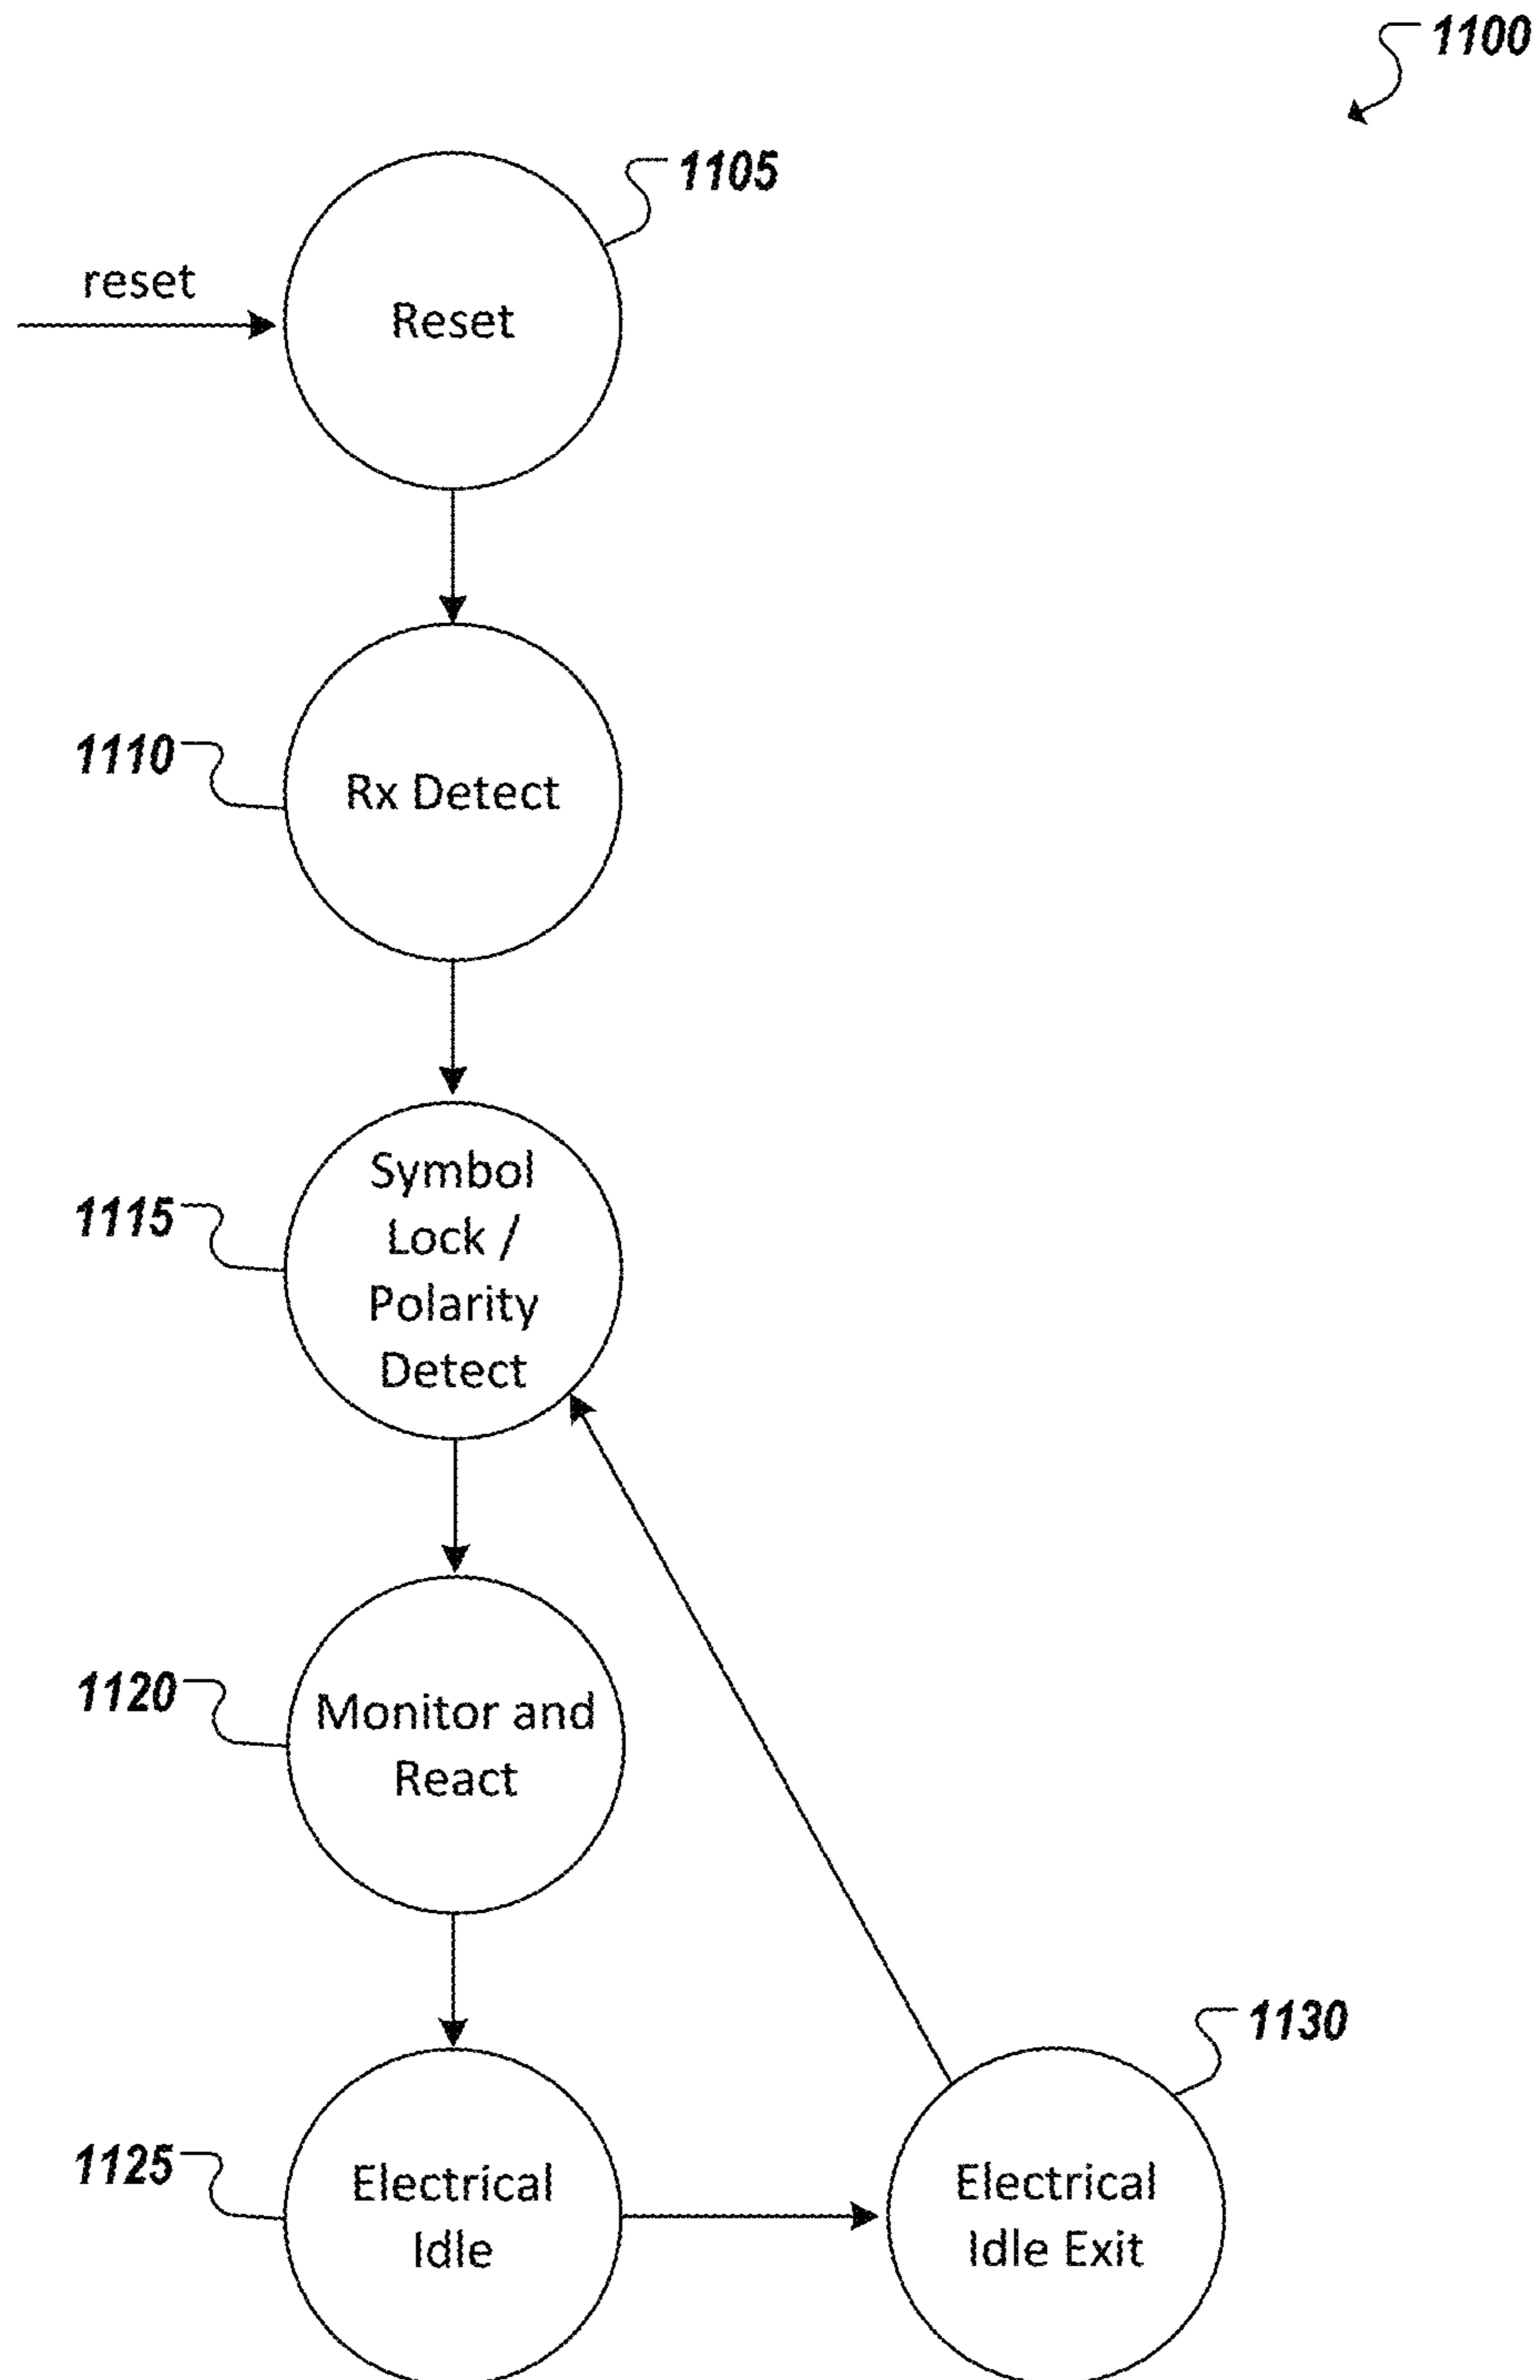 1100
1105
reset
Reset
1110
Rx Detect
1115
Symbol
Lock /
Polarity
Detect
1120
Monitor and
React
1130
1125
Electrical
Idle
Electrical
Idle Exit